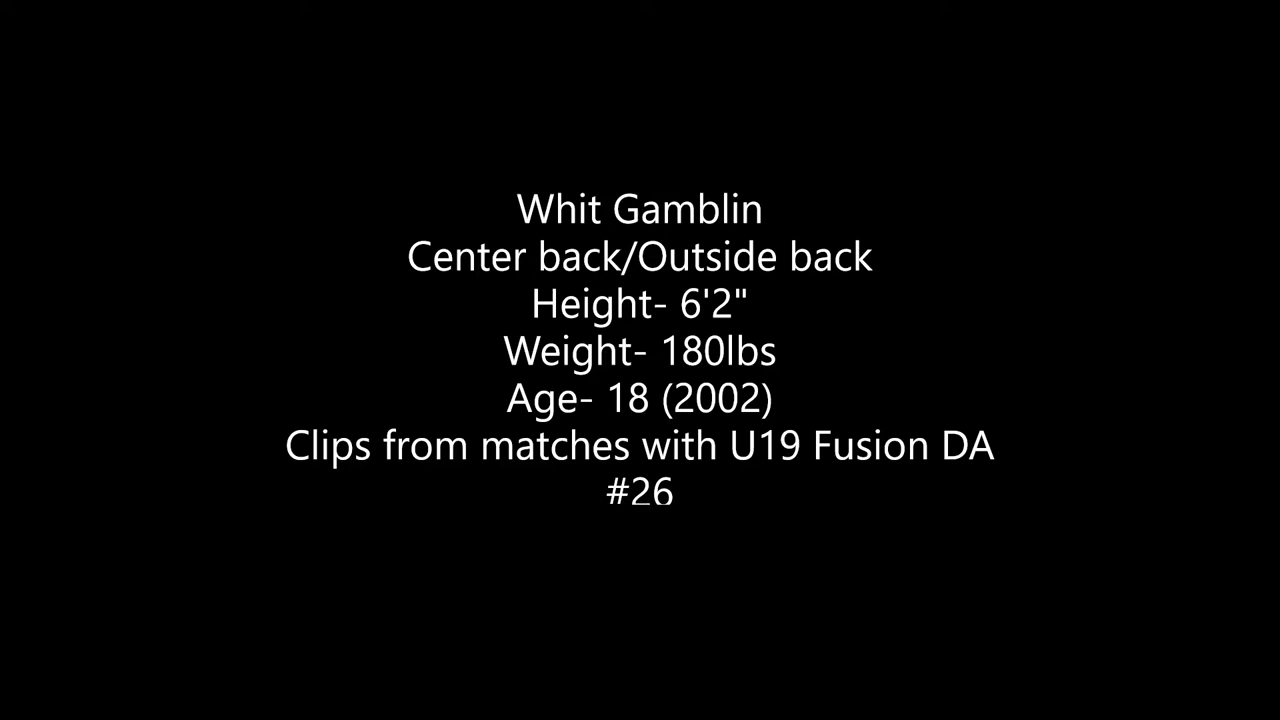 Whit Gamblin
Center back/Outside back
Height- 6'2"
Weight- 180lbs
Age- 18 (2002)
Clips from matches with U19 Fusion DA
#26